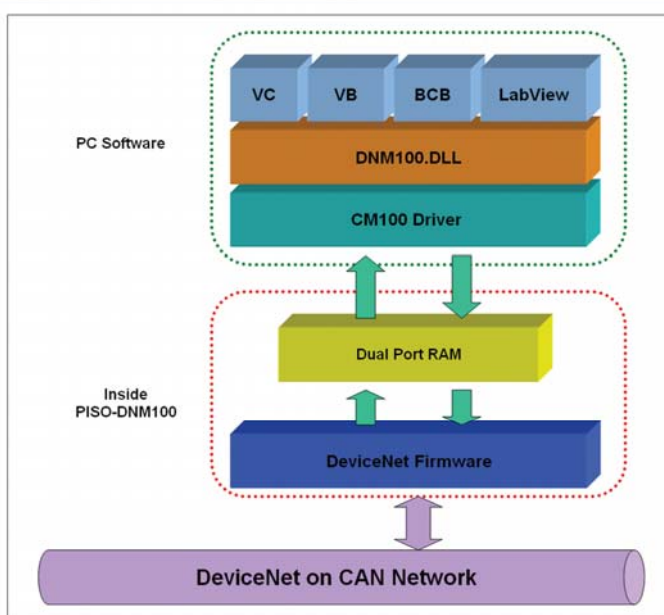 VC VB BCB LabView
PC Software
DNM100.DLL
CM100 Driver
Dual Port RAM
Inside
PISO-DNM100
DeviceNet Firmware
DeviceNet on CAN Network